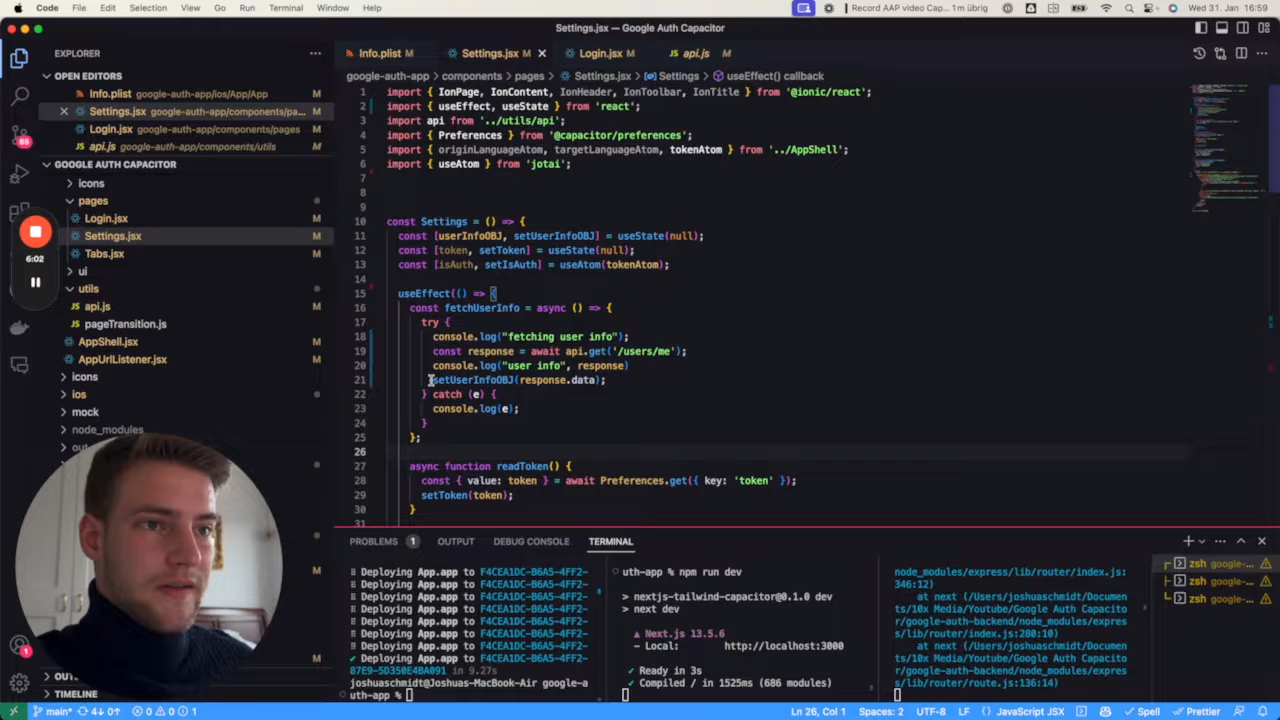 Code File Edit Selection View Go Run Terminal Window Help Record AAP video Cap... 1m übrig Wed 31. Jan 16:59
Settings.jsx — Google Auth Capacitor
EXPLORER
Info.plist M Settings.jsx M Login.jsx M api.js M
google-auth-app > components > pages > Settings.jsx > Settings > useEffect() callback
OPEN EDITORS
Info.plist google-auth-app/ios/App/App M
Settings.jsx google-auth-app/components/pa... M
Login.jsx google-auth-app/components/pages M
api.js google-auth-app/components/utils M
GOOGLE AUTH CAPACITOR
icons
pages
Login.jsx M
Settings.jsx M
Tabs.jsx M
ui
utils
api.js M
pageTransition.js M
AppShell.jsx M
AppUrlListener.jsx M
icons
ios
mock
node_modules
M
TIMELINE
65
6:02
1
1 import { IonPage, IonContent, IonHeader, IonToolbar, IonTitle } from '@ionic/react';
2 import { useEffect, useState } from 'react';
3 import api from '../utils/api';
4 import { Preferences } from '@capacitor/preferences';
5 import { originLanguageAtom, targetLanguageAtom, tokenAtom } from '../AppShell';
6 import { useAtom } from 'jotai';
7
8
9
10 const Settings = () => {
11 const [userInfoOBJ, setUserInfoOBJ] = useState(null);
12 const [token, setToken] = useState(null);
13 const [isAuth, setIsAuth] = useAtom(tokenAtom);
14
15 useEffect(() => {
16 const fetchUserInfo = async () => {
17 try {
18 console.log("fetching user info");
19 const response = await api.get('/users/me');
20 console.log("user info", response)
21 setUserInfoOBJ(response.data);
22 } catch (e) {
23 console.log(e);
24 }
25 };
26
27 async function readToken() {
28 const { value: token } = await Preferences.get({ key: 'token' });
29 setToken(token);
30 }
31
PROBLEMS 1 OUTPUT DEBUG CONSOLE TERMINAL
Deploying App.app to F4CEA1DC-B6A5-4FF2-
Deploying App.app to F4CEA1DC-B6A5-4FF2-
Deploying App.app to F4CEA1DC-B6A5-4FF2-
Deploying App.app to F4CEA1DC-B6A5-4FF2-
Deploying App.app to F4CEA1DC-B6A5-4FF2-
Deploying App.app to F4CEA1DC-B6A5-4FF2-
Deploying App.app to F4CEA1DC-B6A5-4FF2-
✔ Deploying App.app to F4CEA1DC-B6A5-4FF2-
87E9-5D350E4BA091 in 9.27s
joshuaschmidt@Joshuas-MacBook-Air google-a
uth-app %
uth-app % npm run dev
> nextjs-tailwind-capacitor@0.1.0 dev
> next dev
▲ Next.js 13.5.6
- Local: http://localhost:3000
✓ Ready in 3s
✓ Compiled / in 1525ms (686 modules)
node_modules/express/lib/router/index.js:
346:12)
at next (/Users/joshuaschmidt/Documen
ts/10x Media/Youtube/Google Auth Capacitor
/google-auth-backend/node_modules/expres
s/lib/router/index.js:280:10)
at next (/Users/joshuaschmidt/Documen
ts/10x Media/Youtube/Google Auth Capacitor
/google-auth-backend/node_modules/expres
s/lib/router/route.js:136:14)
zsh google-...
zsh google-...
zsh google-...
main* 4↓ 0↑ 0 0 1 Ln 26, Col 1 Spaces: 2 UTF-8 LF {} JavaScript JSX Spell Prettier